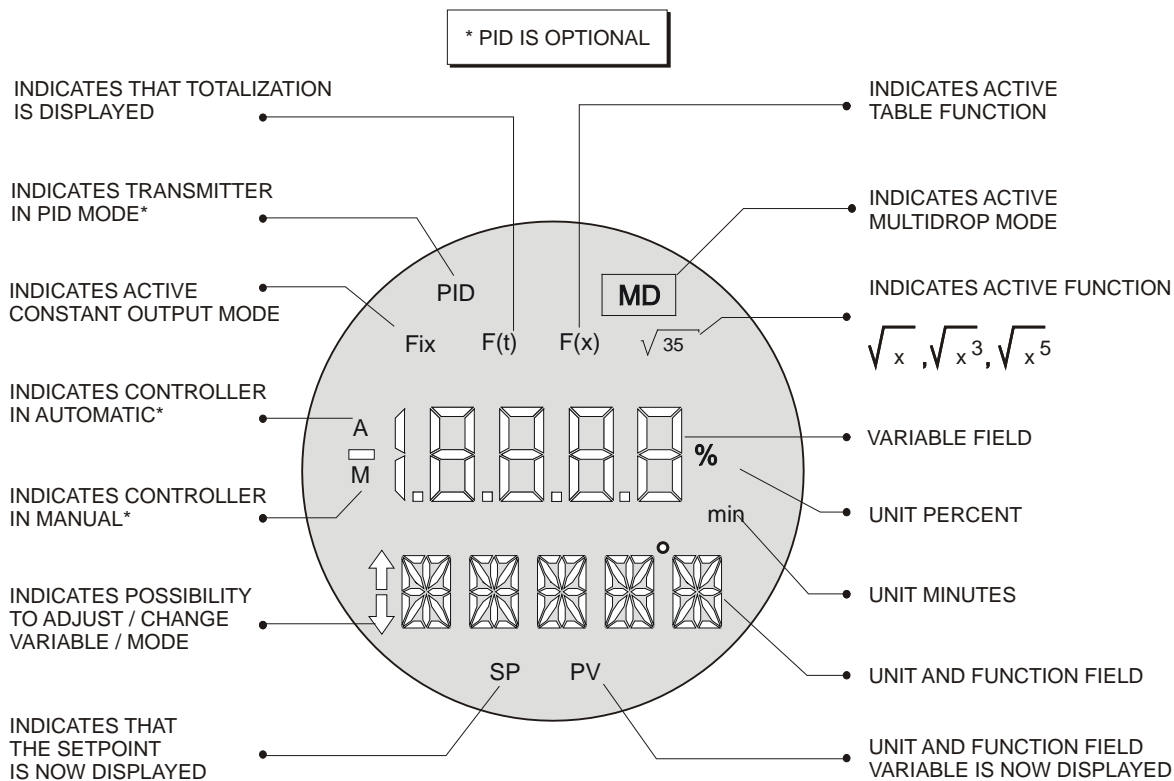 * PID IS OPTIONAL
INDICATES THAT TOTALIZATION
IS DISPLAYED
INDICATES TRANSMITTER
IN PID MODE*
INDICATES ACTIVE
CONSTANT OUTPUT MODE
INDICATES CONTROLLER
IN AUTOMATIC*
INDICATES CONTROLLER
IN MANUAL*
INDICATES POSSIBILITY
TO ADJUST / CHANGE
VARIABLE / MODE
INDICATES THAT
THE SETPOINT
IS NOW DISPLAYED
PID
MD
Fix F(t) F(x) √35
A
M
18888 %
min
°
SP PV
INDICATES ACTIVE
TABLE FUNCTION
INDICATES ACTIVE
MULTIDROP MODE
INDICATES ACTIVE FUNCTION
√x , √x³, √x⁵
VARIABLE FIELD
UNIT PERCENT
UNIT MINUTES
UNIT AND FUNCTION FIELD
UNIT AND FUNCTION FIELD
VARIABLE IS NOW DISPLAYED